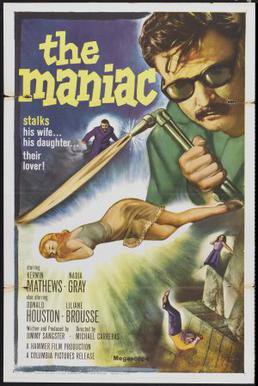 the
maniac
stalks
his wife...
his daughter...
their
lover!
starring
KERWIN NADIA
MATHEWS · GRAY
also starring
DONALD LILIANE
HOUSTON · BROUSSE
Written and Produced by Directed by
JIMMY SANGSTER · MICHAEL CARRERAS
A HAMMER FILM PRODUCTION
A COLUMBIA PICTURES RELEASE
Megascope